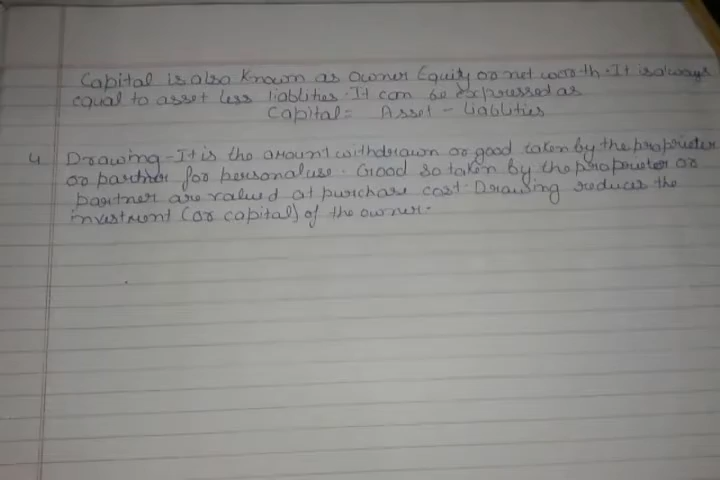 Capital is also known as owner Equity or net worth. It is always
equal to asset less liablities. It can be expressed as
Capital = Asset - Liablities
4 Drawing - It is the amount withdrawn or good taken by the proprieter
or partner for personal use. Good so taken by the proprieter or
partner are valued at purchase cost. Drawing reduces the
investment (or capital) of the owner.